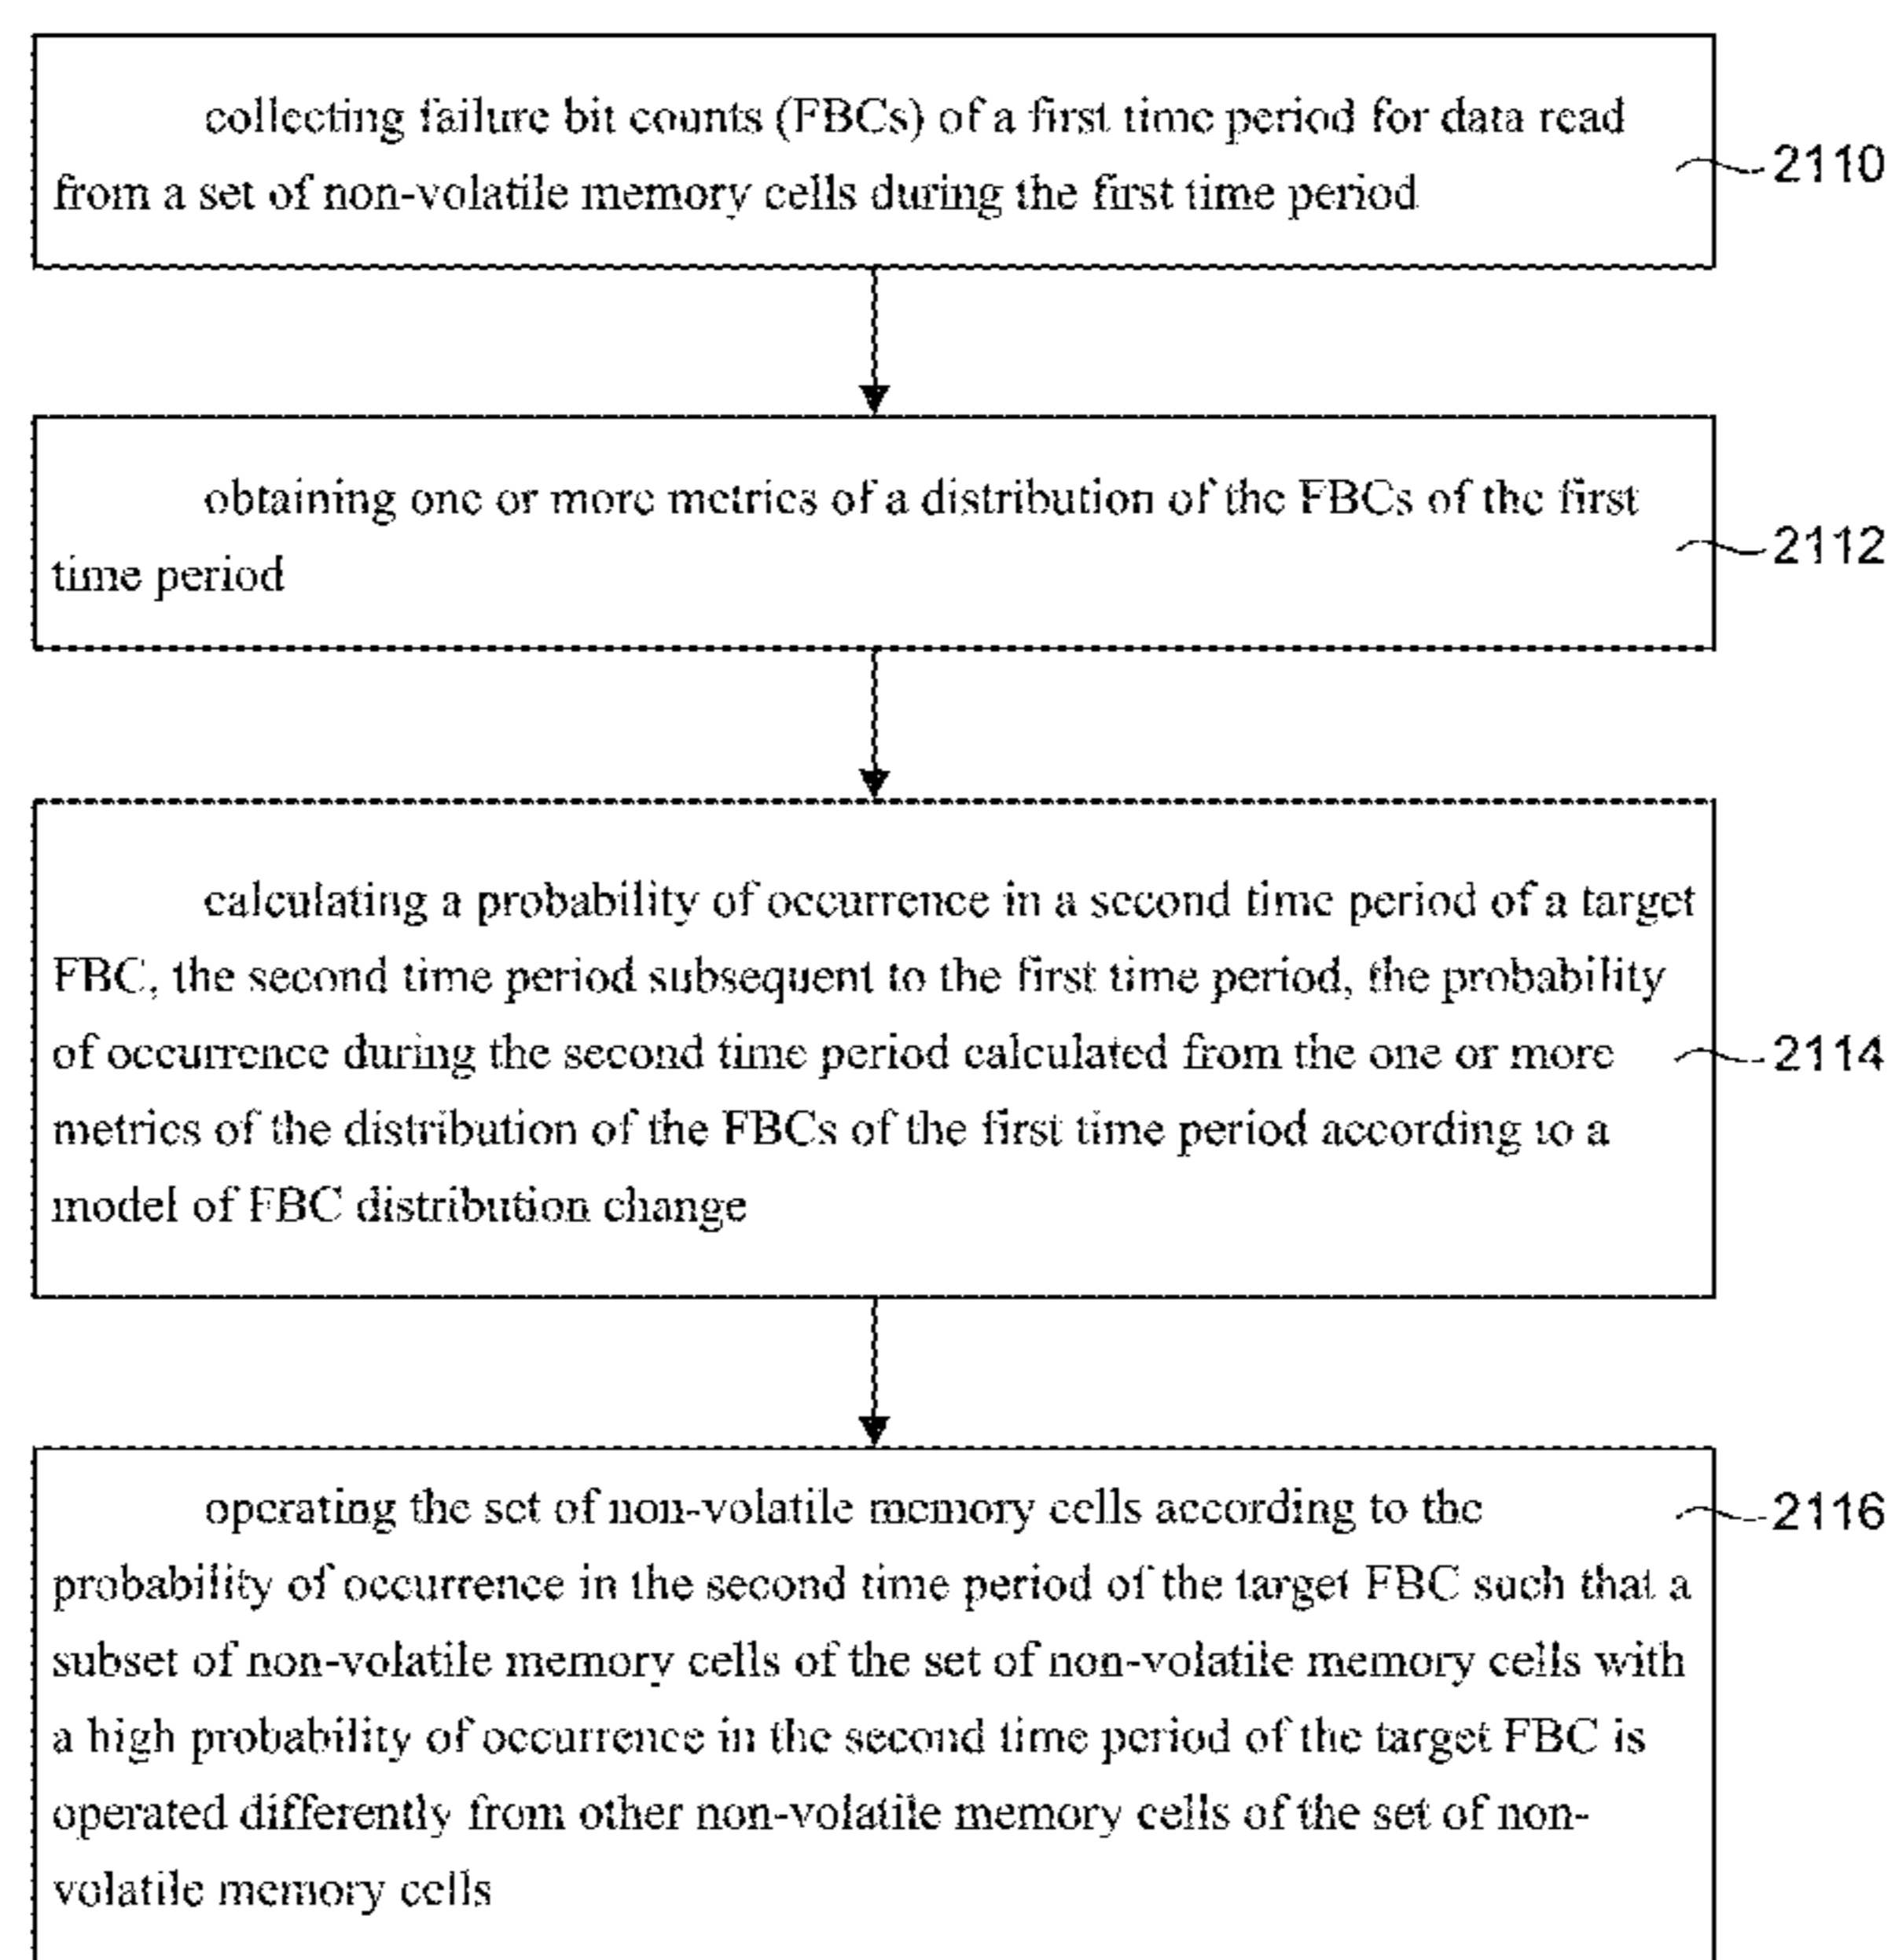 collecting failure bit counts (FBCs) of a first time period for data read
from a set of non-volatile memory cells during the first time period
2110
obtaining one or more metrics of a distribution of the FBCs of the first
time period
2112
calculating a probability of occurrence in a second time period of a target
FBC, the second time period subsequent to the first time period, the probability
of occurrence during the second time period calculated from the one or more
metrics of the distribution of the FBCs of the first time period according to a
model of FBC distribution change
2114
operating the set of non-volatile memory cells according to the
probability of occurrence in the second time period of the target FBC such that a
subset of non-volatile memory cells of the set of non-volatile memory cells with
a high probability of occurrence in the second time period of the target FBC is
operated differently from other non-volatile memory cells of the set of non-
volatile memory cells
2116